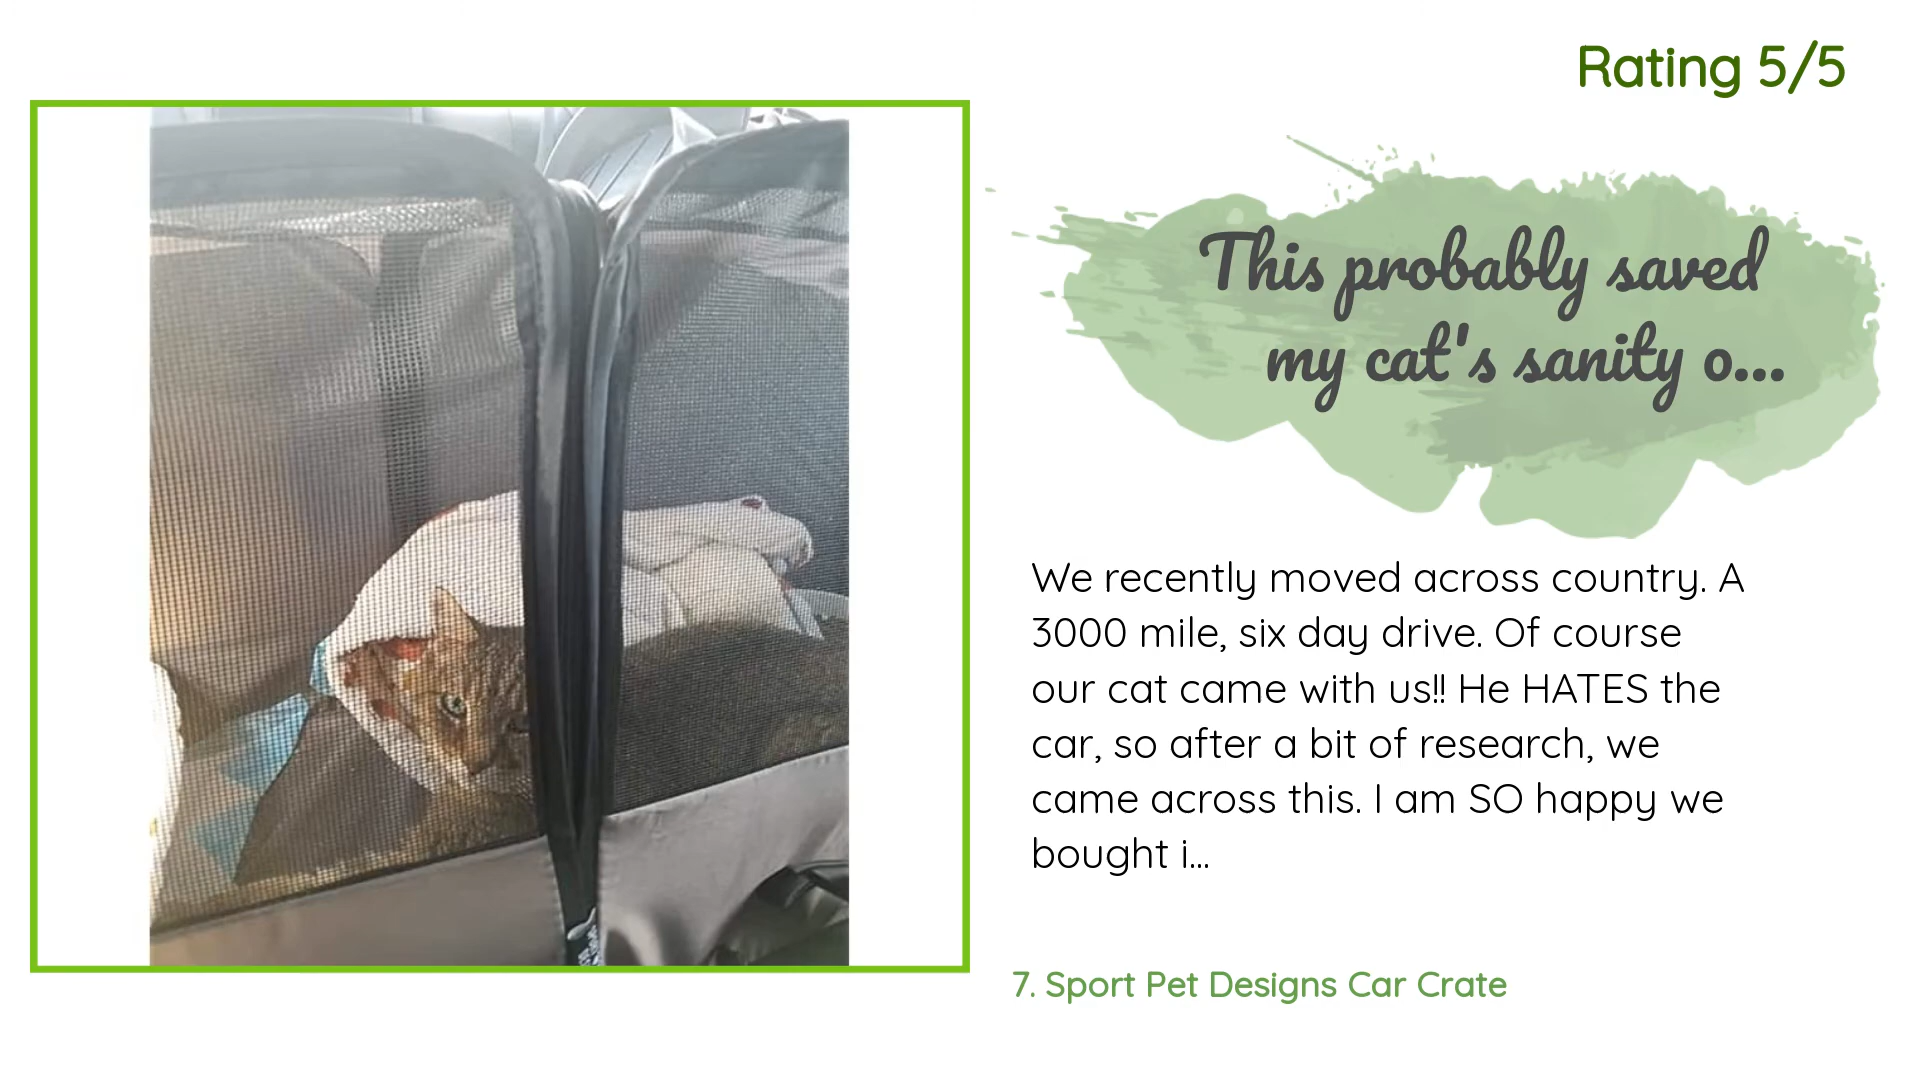 Rating 5/5
This probably saved
my cat's sanity o...
We recently moved across country. A
3000 mile, six day drive. Of course
our cat came with us!! He HATES the
car, so after a bit of research, we
came across this. I am SO happy we
bought i...
7. Sport Pet Designs Car Crate